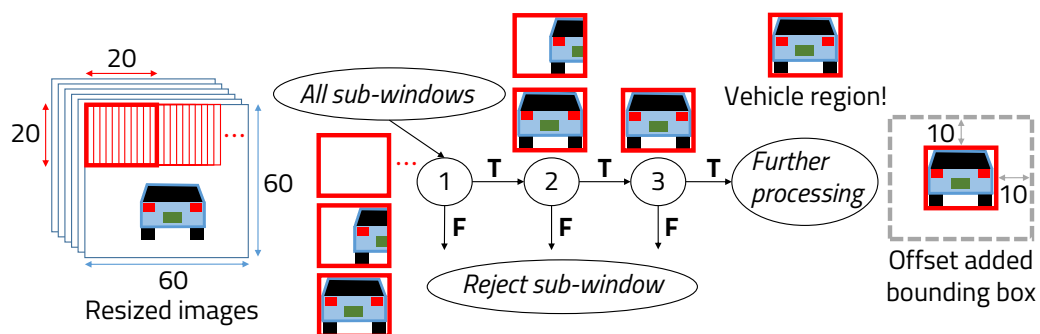 20
20
...
60
60
Resized images
All sub-windows
...
1
T
2
T
3
T
F
F
F
Reject sub-window
Further
processing
Vehicle region!
10
10
Offset added
bounding box